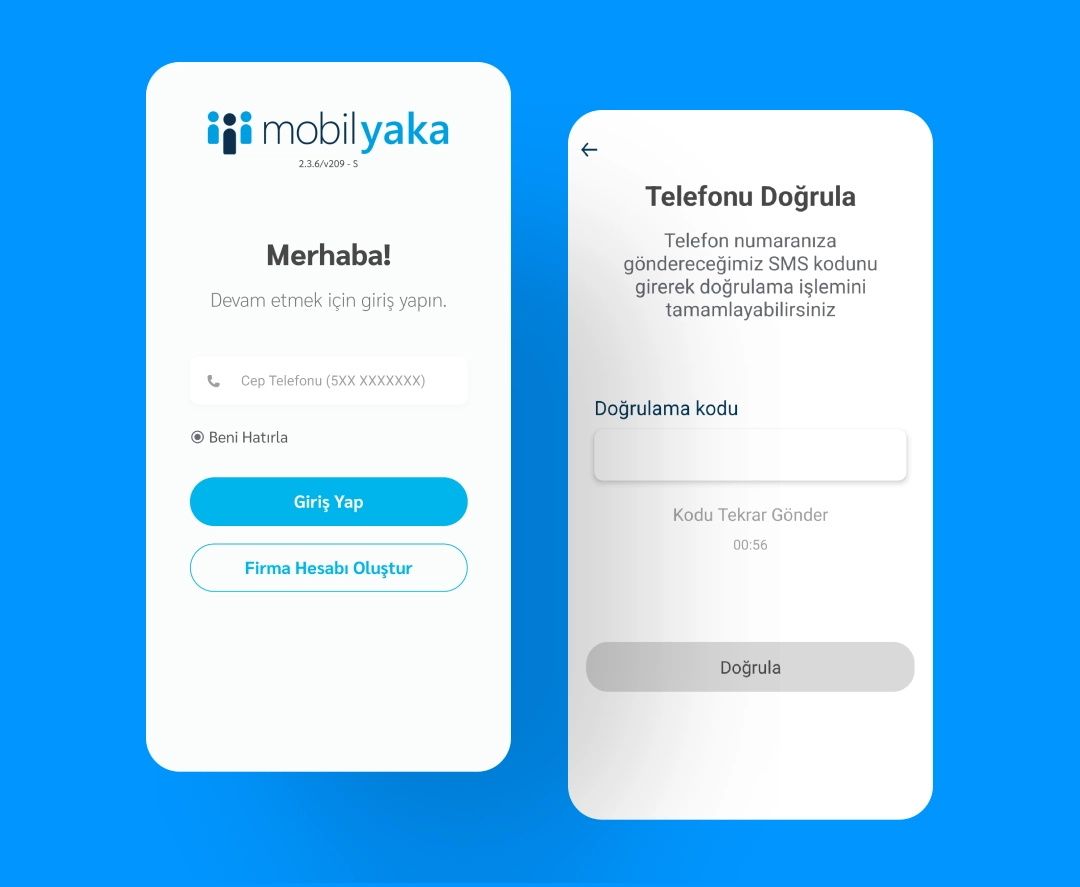 mobilyaka
2.3.6/v209 - S
Merhaba!
Devam etmek için giriş yapın.
Cep Telefonu (5XX XXXXXXX)
Beni Hatırla
Giriş Yap
Firma Hesabı Oluştur
Telefonu Doğrula
Telefon numaranıza
göndereceğimiz SMS kodunu
girerek doğrulama işlemini
tamamlayabilirsiniz
Doğrulama kodu
Kodu Tekrar Gönder
00:56
Doğrula